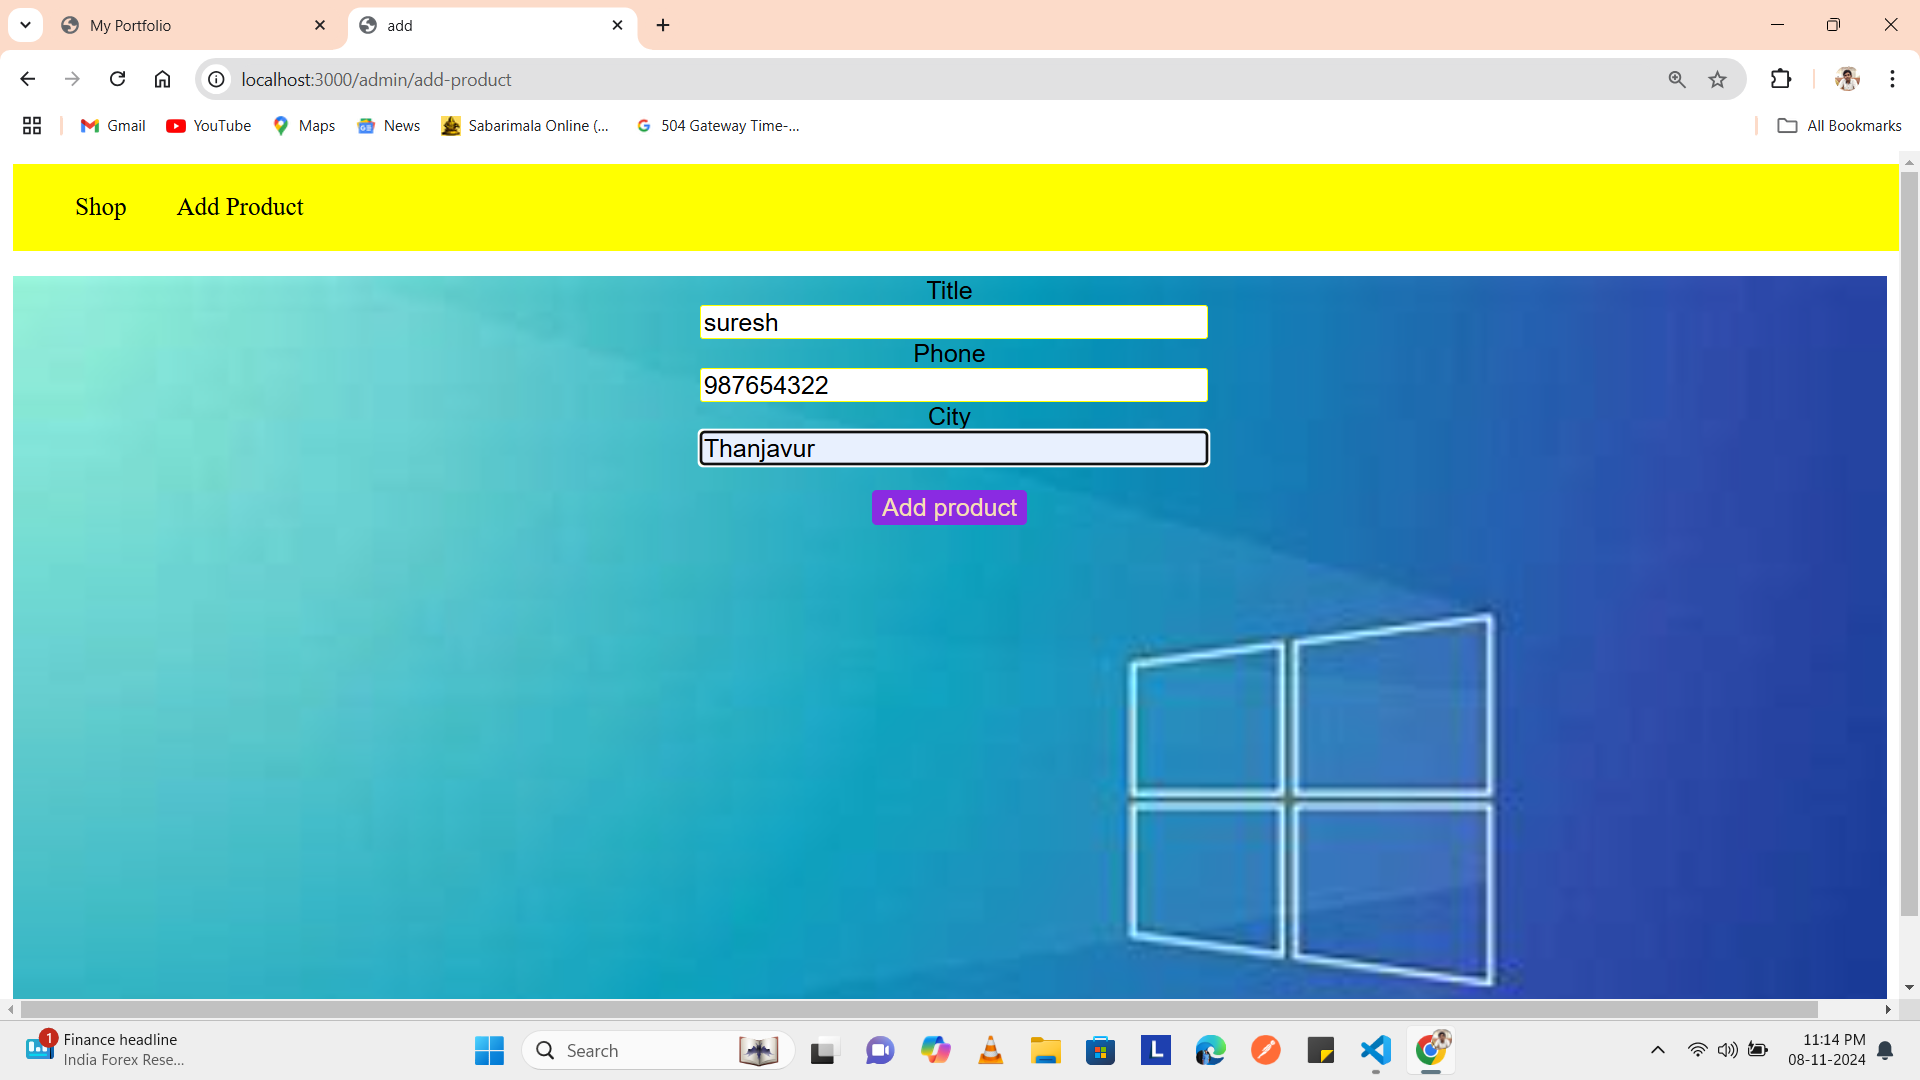 My Portfolio
add
localhost:3000/admin/add-product
Gmail
YouTube
Maps
News
Sabarimala Online (...
504 Gateway Time-...
All Bookmarks
Shop
Add Product
Title
suresh
Phone
987654322
City
Thanjavur
Add product
1
Finance headline
India Forex Rese...
Search
L
11:14 PM
08-11-2024